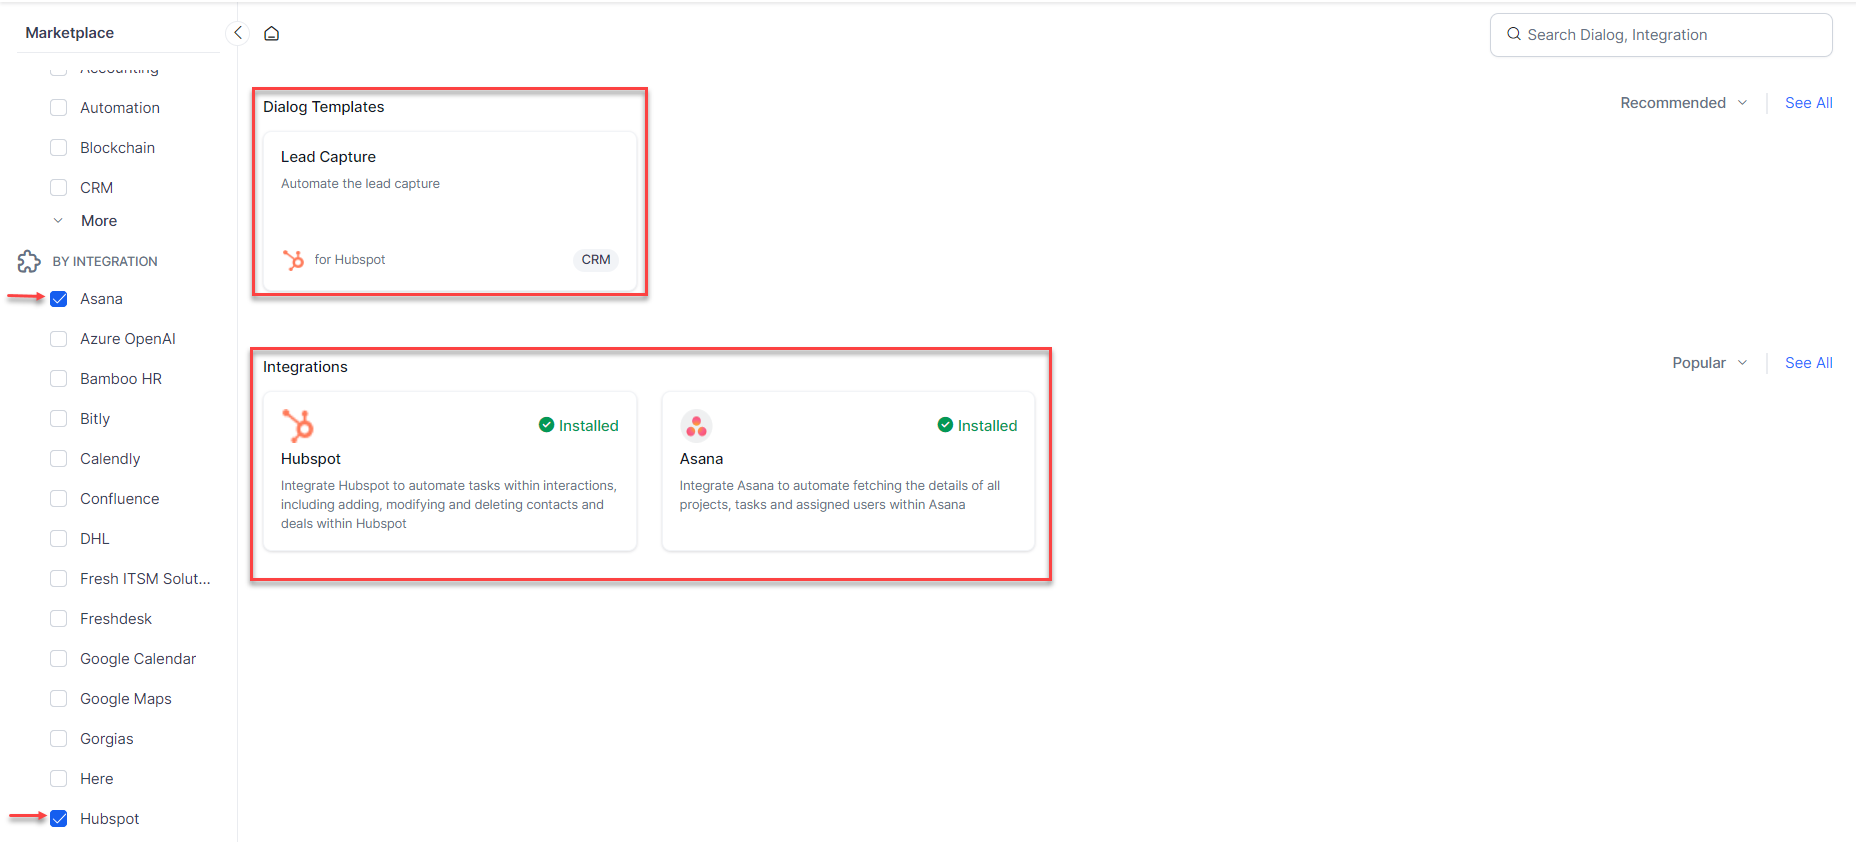 Marketplace
Search Dialog, Integration
Accounting
Automation
Blockchain
CRM
More
BY INTEGRATION
Asana
Azure OpenAI
Bamboo HR
Bitly
Calendly
Confluence
DHL
Fresh ITSM Solut...
Freshdesk
Google Calendar
Google Maps
Gorgias
Here
Hubspot
Dialog Templates
Recommended
See All
Lead Capture
Automate the lead capture
for Hubspot
CRM
Integrations
Popular
See All
Installed
Hubspot
Integrate Hubspot to automate tasks within interactions,
including adding, modifying and deleting contacts and
deals within Hubspot
Installed
Asana
Integrate Asana to automate fetching the details of all
projects, tasks and assigned users within Asana